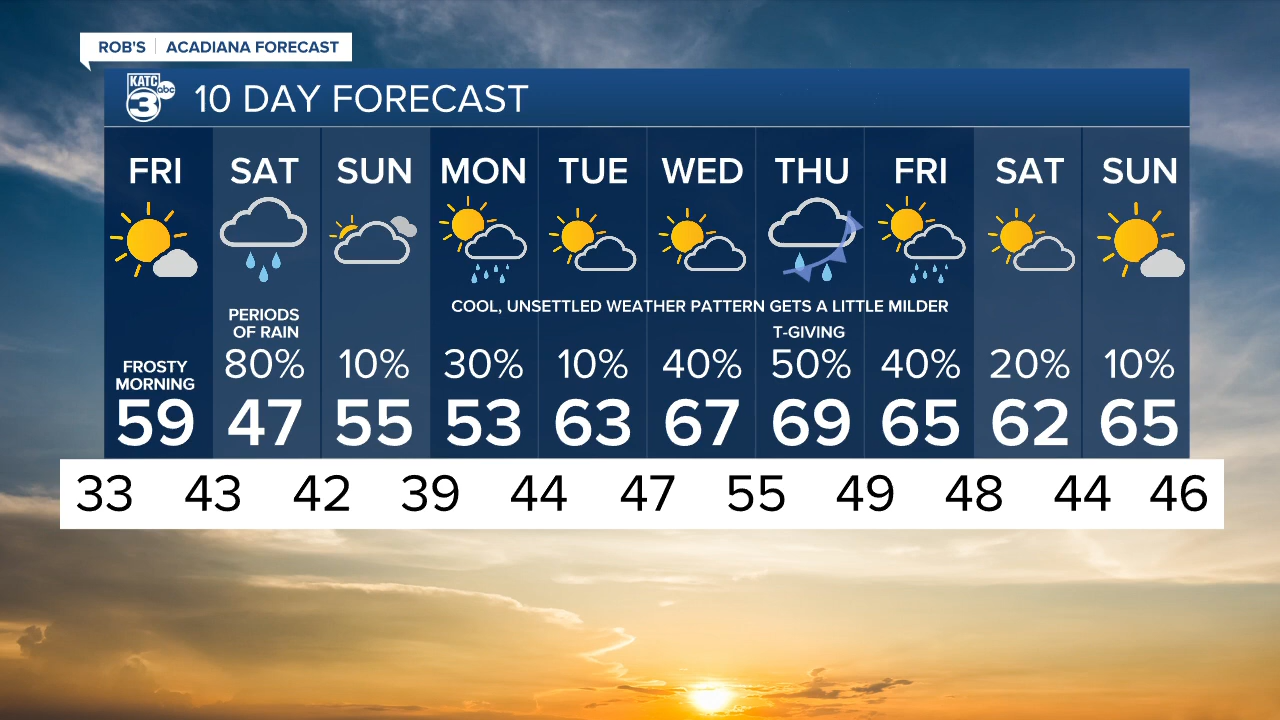 ROB'S | ACADIANA FORECAST
KATC
abc
3
10 DAY FORECAST
FRI SAT SUN MON TUE WED THU FRI SAT SUN
COOL, UNSETTLED WEATHER PATTERN GETS A LITTLE MILDER
PERIODS
OF RAIN
T-GIVING
FROSTY
MORNING
80% 10% 30% 10% 40% 50% 40% 20% 10%
59 47 55 53 63 67 69 65 62 65
33 43 42 39 44 47 55 49 48 44 46